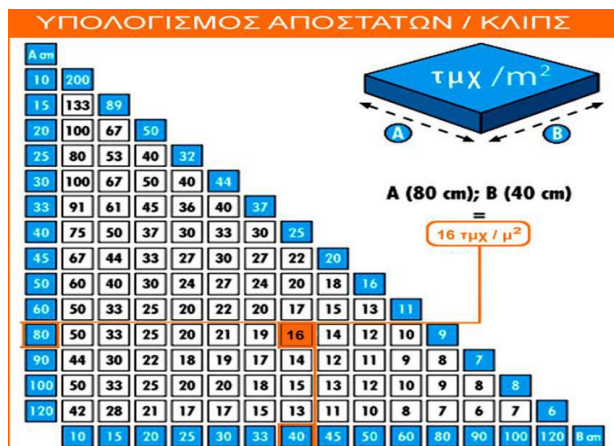 ΥΠΟΛΟΓΙΣΜΟΣ ΑΠΟΣΤΑΤΩΝ / ΚΛΙΠΣ
A cm
10 200
15 133 89
20 100 67 50
25 80 53 40 32
30 100 67 50 40 44
33 91 61 45 36 40 37
40 75 50 37 30 33 30 25
45 67 44 33 27 30 27 22 20
50 60 40 30 24 27 24 20 18 16
60 50 33 25 20 22 20 17 15 13 11
80 50 33 25 20 21 19 16 14 12 10 9
90 44 30 22 18 19 17 14 12 11 9 8 7
100 50 33 25 20 20 18 15 13 12 10 9 8 8
120 42 28 21 17 17 15 13 11 10 8 7 6 7 6
10 15 20 25 30 33 40 45 50 60 80 90 100 120 B cm
τμχ /m²
A
B
A (80 cm); B (40 cm)
=
16 τμχ / μ²